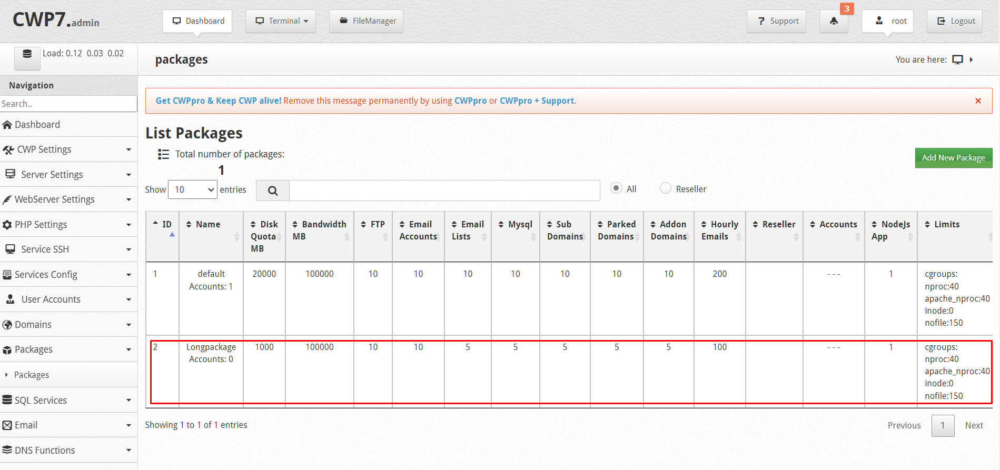 CWP7.admin
Dashboard
Terminal
FileManager
? Support
3
root
Logout
Load: 0.12 0.03 0.02
packages
You are here:
Navigation
Search..
Dashboard
CWP Settings
Server Settings
WebServer Settings
PHP Settings
Service SSH
Services Config
User Accounts
Domains
Packages
Packages
SQL Services
Email
DNS Functions
Get CWPpro & Keep CWP alive! Remove this message permanently by using CWPpro or CWPpro + Support.
×
List Packages
Total number of packages:
1
Add New Package
Show 10 entries
All
Reseller
ID Name Disk Quota MB Bandwidth MB FTP Email Accounts Email Lists Mysql Sub Domains Parked Domains Addon Domains Hourly Emails Reseller Accounts NodeJs App Limits
1 default 20000 100000 10 10 10 10 10 10 10 200 - - - 1 cgroups:
Accounts: 1 nproc:40
apache_nproc:40
inode:0
nofile:150
2 Longpackage 1000 100000 10 10 5 5 5 5 5 100 - - - 1 cgroups:
Accounts: 0 nproc:40
apache_nproc:40
inode:0
nofile:150
Showing 1 to 1 of 1 entries
Previous 1 Next